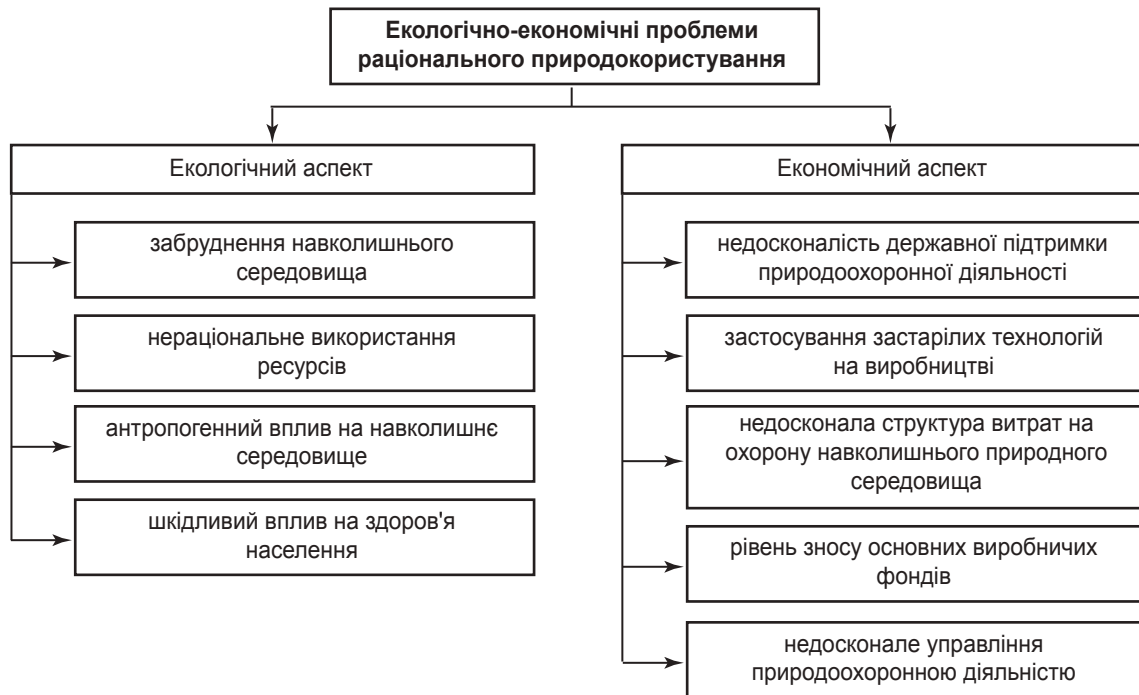 Екологічно-економічні проблеми
раціонального природокористування
Екологічний аспект
забруднення навколишнього
середовища
нераціональне використання
ресурсів
антропогенний вплив на навколишнє
середовище
шкідливий вплив на здоров'я
населення
Економічний аспект
недосконалість державної підтримки
природоохоронної діяльності
застосування застарілих технологій
на виробництві
недосконала структура витрат на
охорону навколишнього природного
середовища
рівень зносу основних виробничих
фондів
недосконале управління
природоохоронною діяльністю